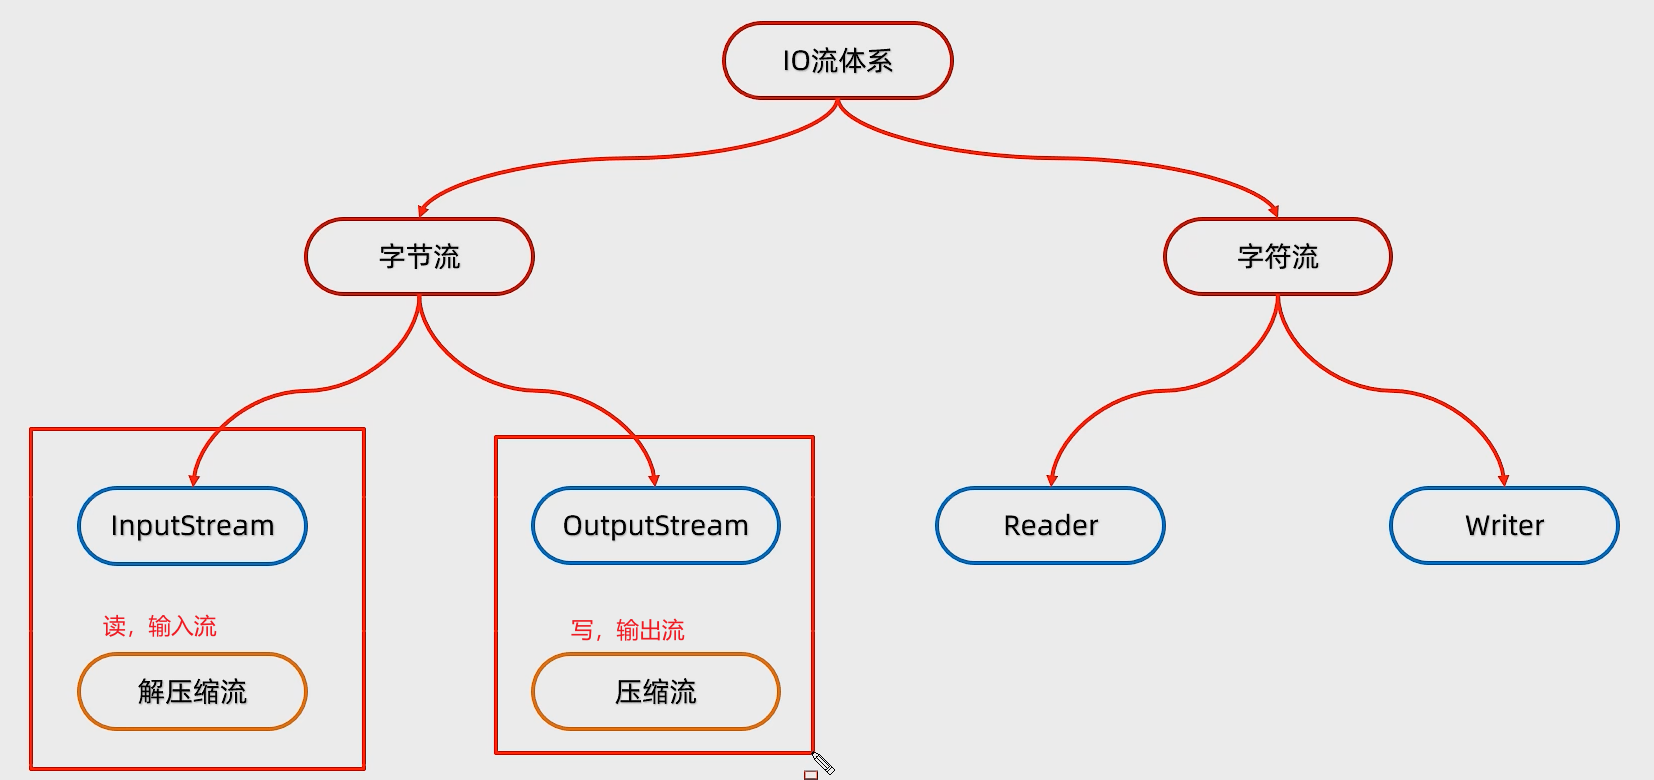 IO流体系
字节流
字符流
InputStream
OutputStream
Reader
Writer
读，输入流
写，输出流
解压缩流
压缩流